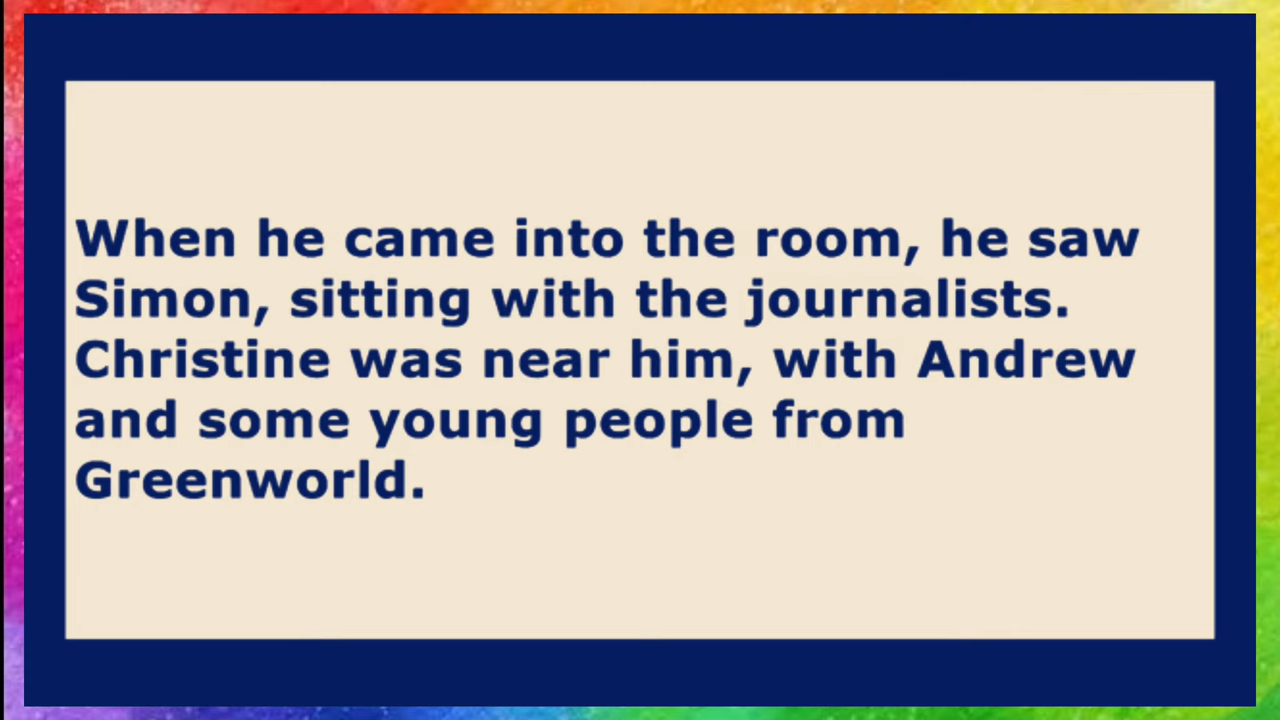 When he came into the room, he saw
Simon, sitting with the journalists.
Christine was near him, with Andrew
and some young people from
Greenworld.